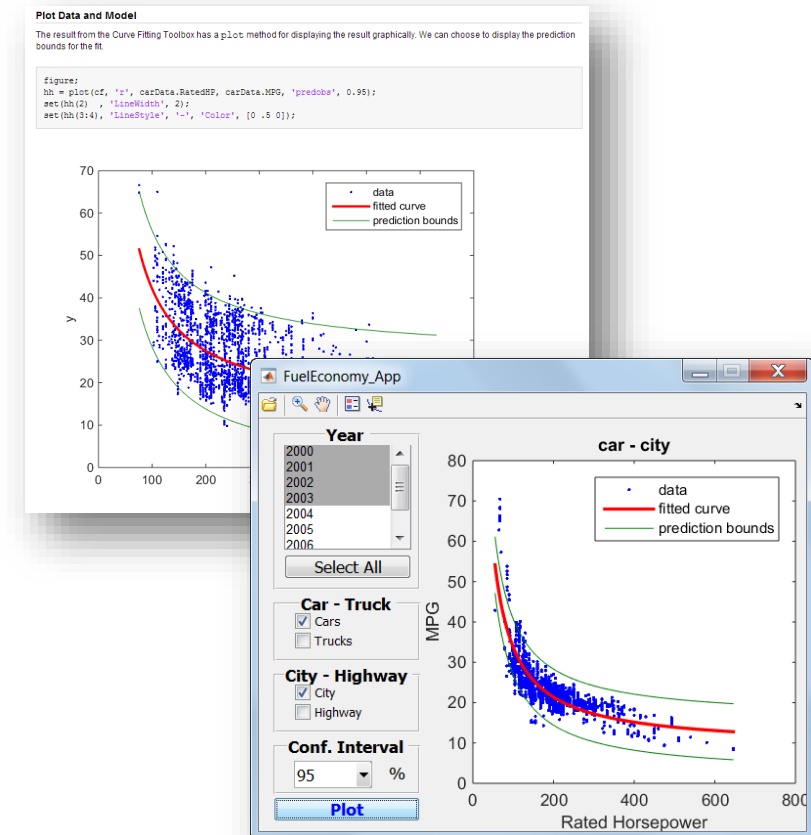 Plot Data and Model
The result from the Curve Fitting Toolbox has a plot method for displaying the result graphically. We can choose to display the prediction
bounds for the fit.
figure;
hh = plot(cf, 'r', carData.RatedHP, carData.MPG, 'predobs', 0.95);
set(hh(2)  , 'LineWidth', 2);
set(hh(3:4), 'LineStyle', '-', 'Color', [0 .5 0]);
70
60
50
40
30
20
10
0
y
0
100
200
data
fitted curve
prediction bounds
FuelEconomy_App
Year
2000
2001
2002
2003
2004
2005
2006
Select All
Car - Truck
Cars
Trucks
City - Highway
City
Highway
Conf. Interval
95
%
Plot
car - city
80
70
60
50
40
30
20
10
0
MPG
data
fitted curve
prediction bounds
0
200
400
600
800
Rated Horsepower